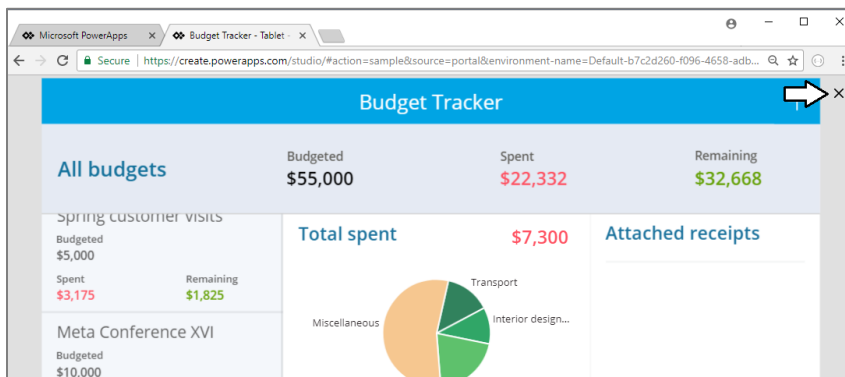 Microsoft PowerApps
Budget Tracker - Tablet -
Secure
https://create.powerapps.com/studio/#action=sample&source=portal&environment-name=Default-b7c2d260-f096-4658-adb...
Budget Tracker
All budgets
Budgeted
$55,000
Spent
$22,332
Remaining
$32,668
Spring customer visits
Budgeted
$5,000
Spent
Remaining
$3,175
$1,825
Meta Conference XVI
Budgeted
$10,000
Total spent
$7,300
Transport
Miscellaneous
Interior design...
Attached receipts